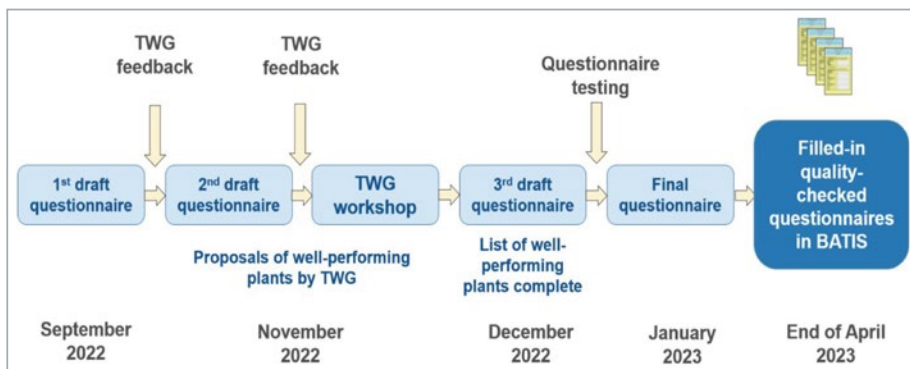 TWG
feedback
TWG
feedback
Questionnaire
testing
1st draft
questionnaire
2nd draft
questionnaire
TWG
workshop
3rd draft
questionnaire
Final
questionnaire
Filled-in
quality-
checked
questionnaires
in BATIS
Proposals of well-performing
plants by TWG
List of well-
performing
plants complete
September
2022
November
2022
December
2022
January
2023
End of April
2023